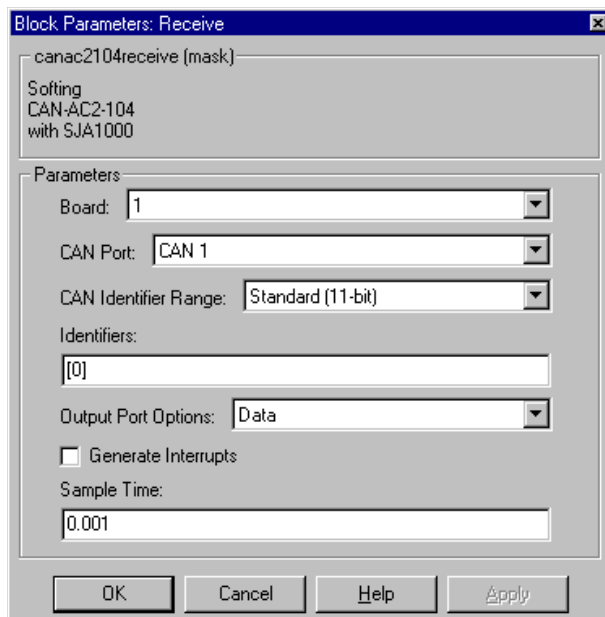 Block Parameters: Receive
canac2104receive (mask)
Softing
CAN-AC2-104
with SJA1000
Parameters
Board: 1
CAN Port: CAN 1
CAN Identifier Range: Standard (11-bit)
Identifiers:
[0]
Output Port Options: Data
Generate Interrupts
Sample Time:
0.001
OK Cancel Help Apply